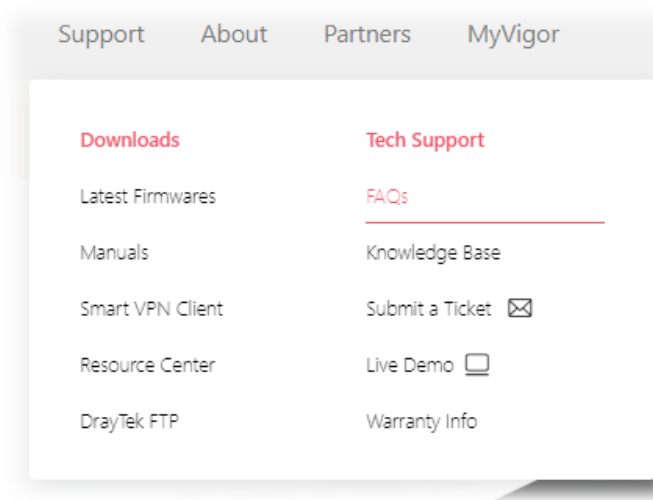 Support About Partners MyVigor
Downloads
Latest Firmwares
Manuals
Smart VPN Client
Resource Center
DrayTek FTP
Tech Support
FAQs
Knowledge Base
Submit a Ticket
Live Demo
Warranty Info